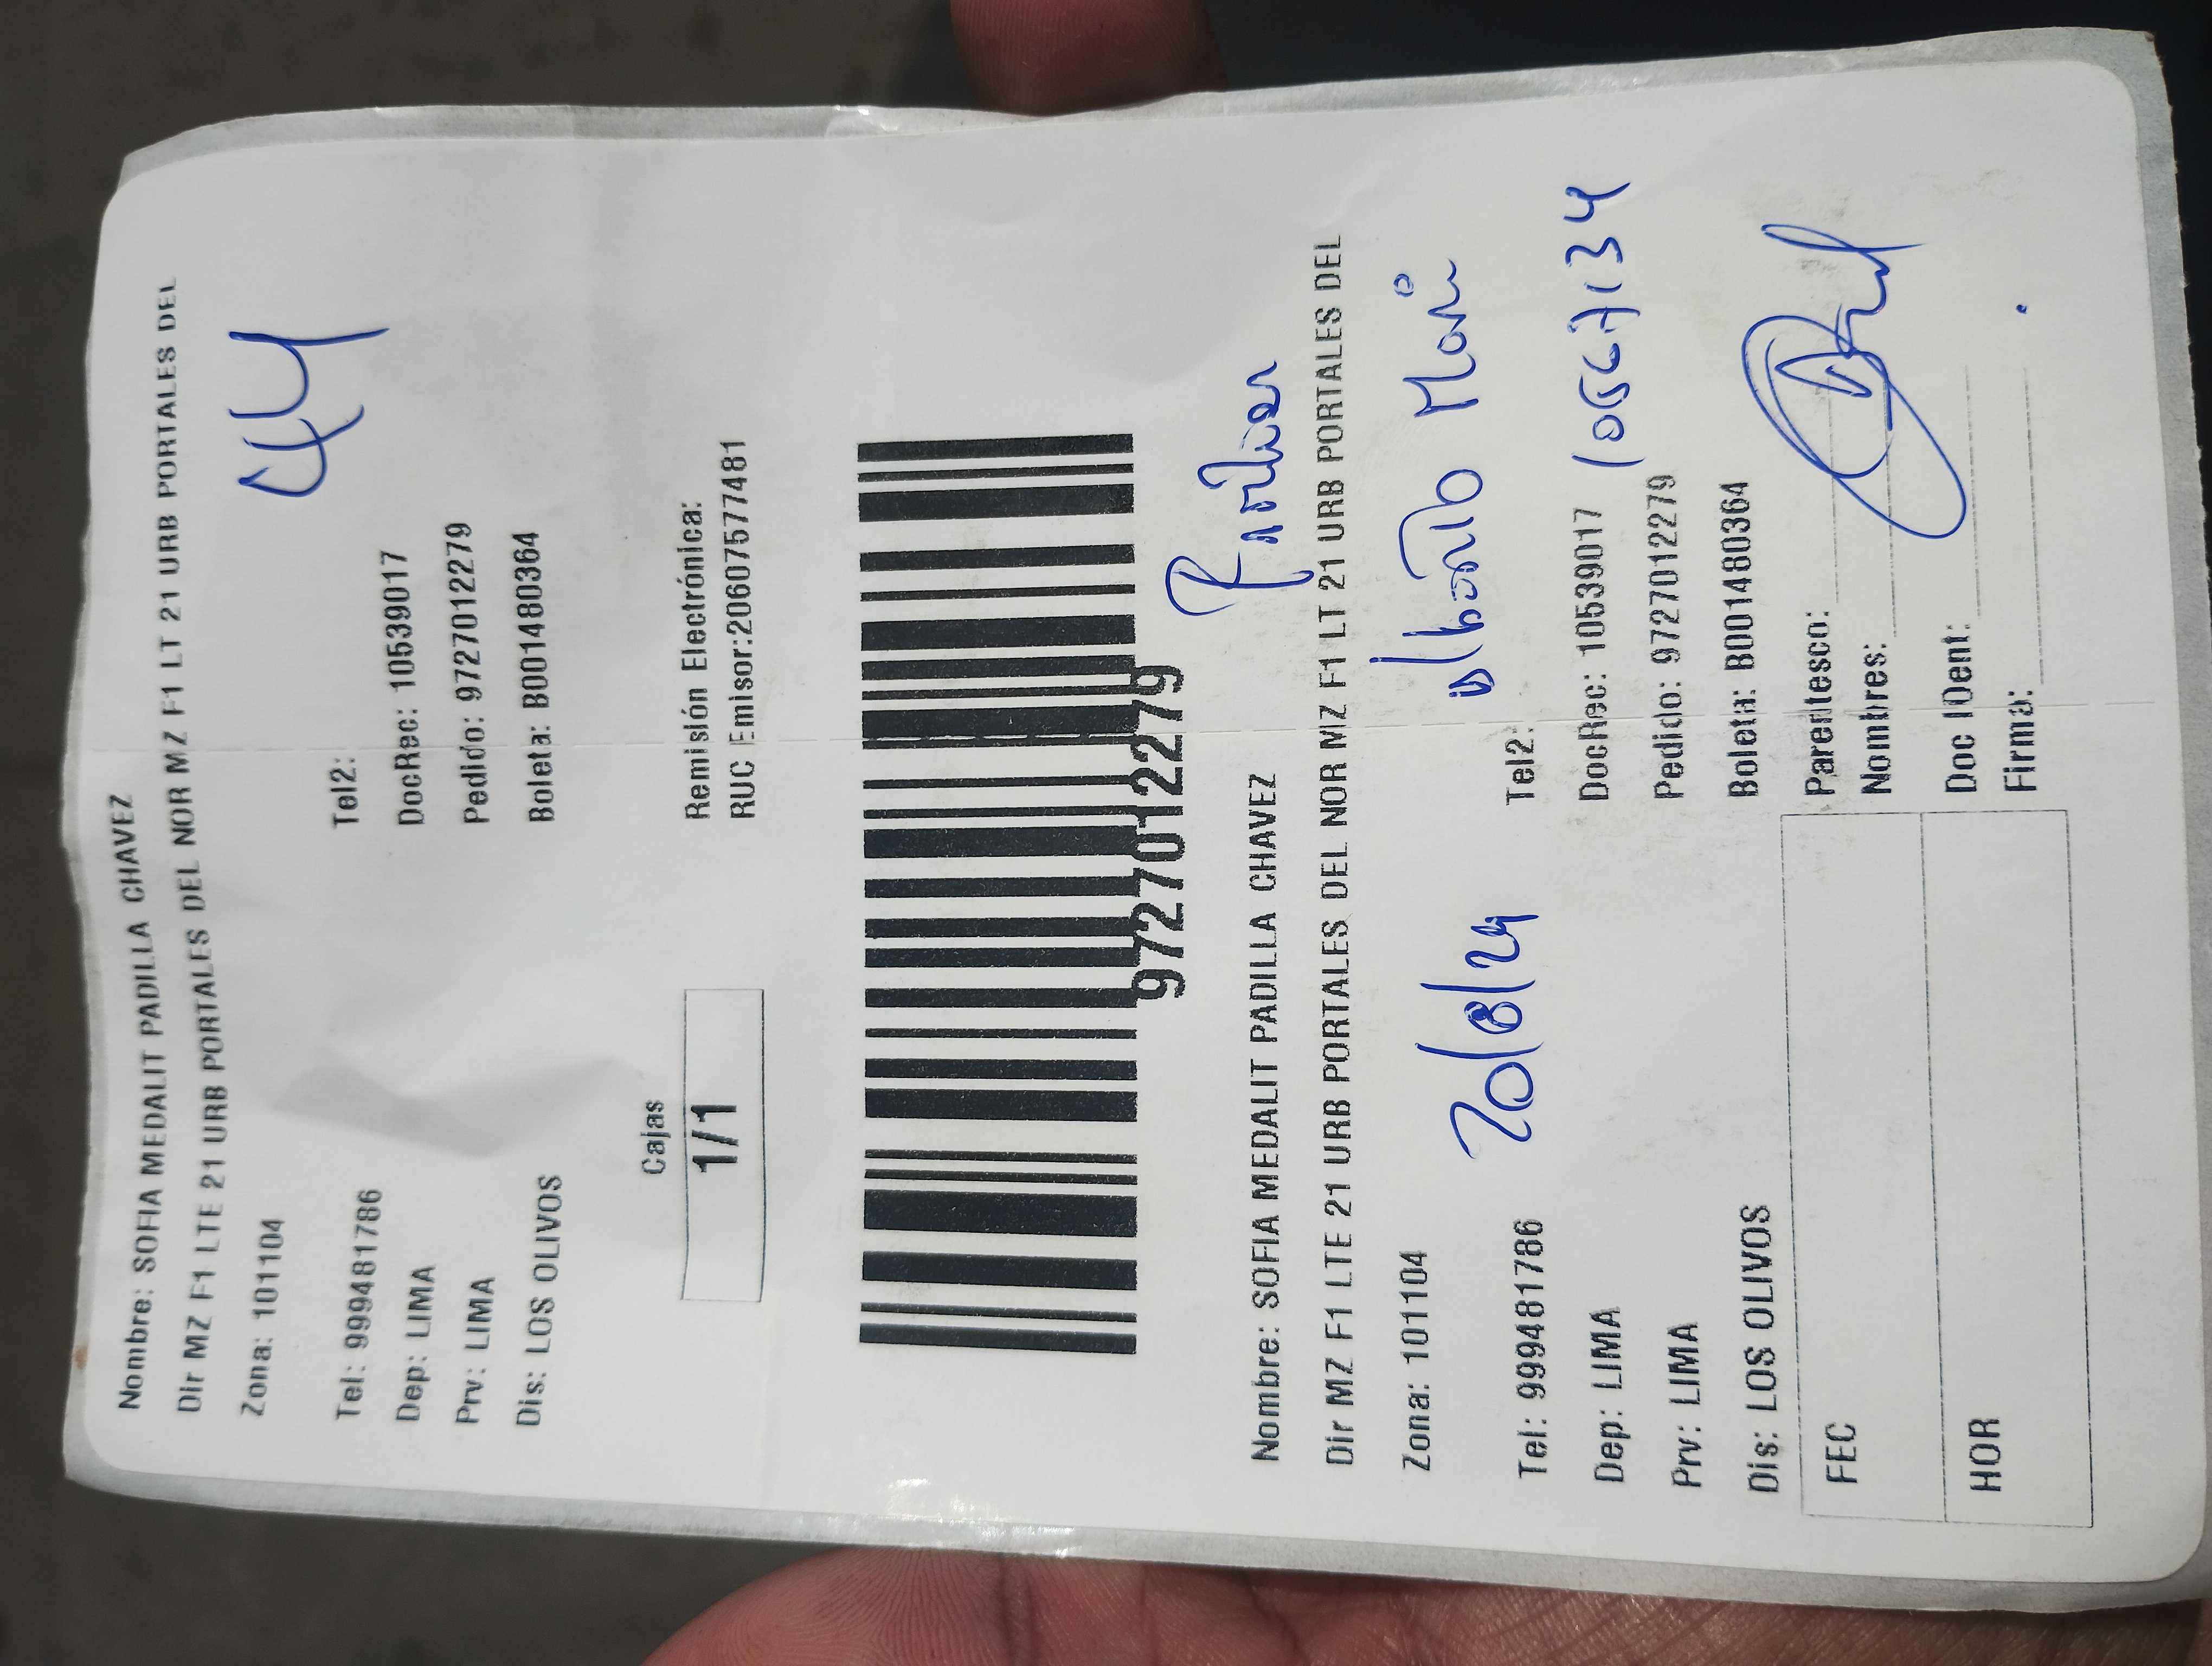 Nombre: SOFIA MEDALIT PADILLA CHAVEZ
Dir MZ F1 LTE 21 URB PORTALES DEL NOR MZ F1 LT 21 URB PORTALES DEL
Zona: 101104
44
Tel: 999481786 Tel2:
Dep: LIMA DocRec: 10539017
Prv: LIMA Pedido: 9727012279
Dis: LOS OLIVOS Boleta: B001480364
Cajas
1/1
Remisión Electrónica:
RUC Emisor:20607577481
9727012279
Nombre: SOFIA MEDALIT PADILLA CHAVEZ
Dir MZ F1 LTE 21 URB PORTALES DEL NOR MZ F1 LT 21 URB PORTALES DEL
Zona: 101104
20/8/24
Tel: 999481786 Tel2:
Dep: LIMA DocRec: 10539017
Prv: LIMA Pedido: 9727012279
Dis: LOS OLIVOS Boleta: B001480364
FEC
HOR
Parentesco:
Nombres:
Doc IDent:
Firma: